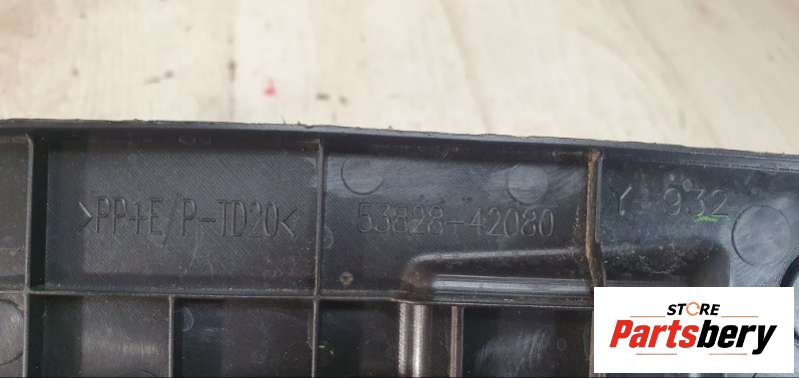 >PP+E/P-TD20<
53828-42080
Y-932
STORE
Partsbery